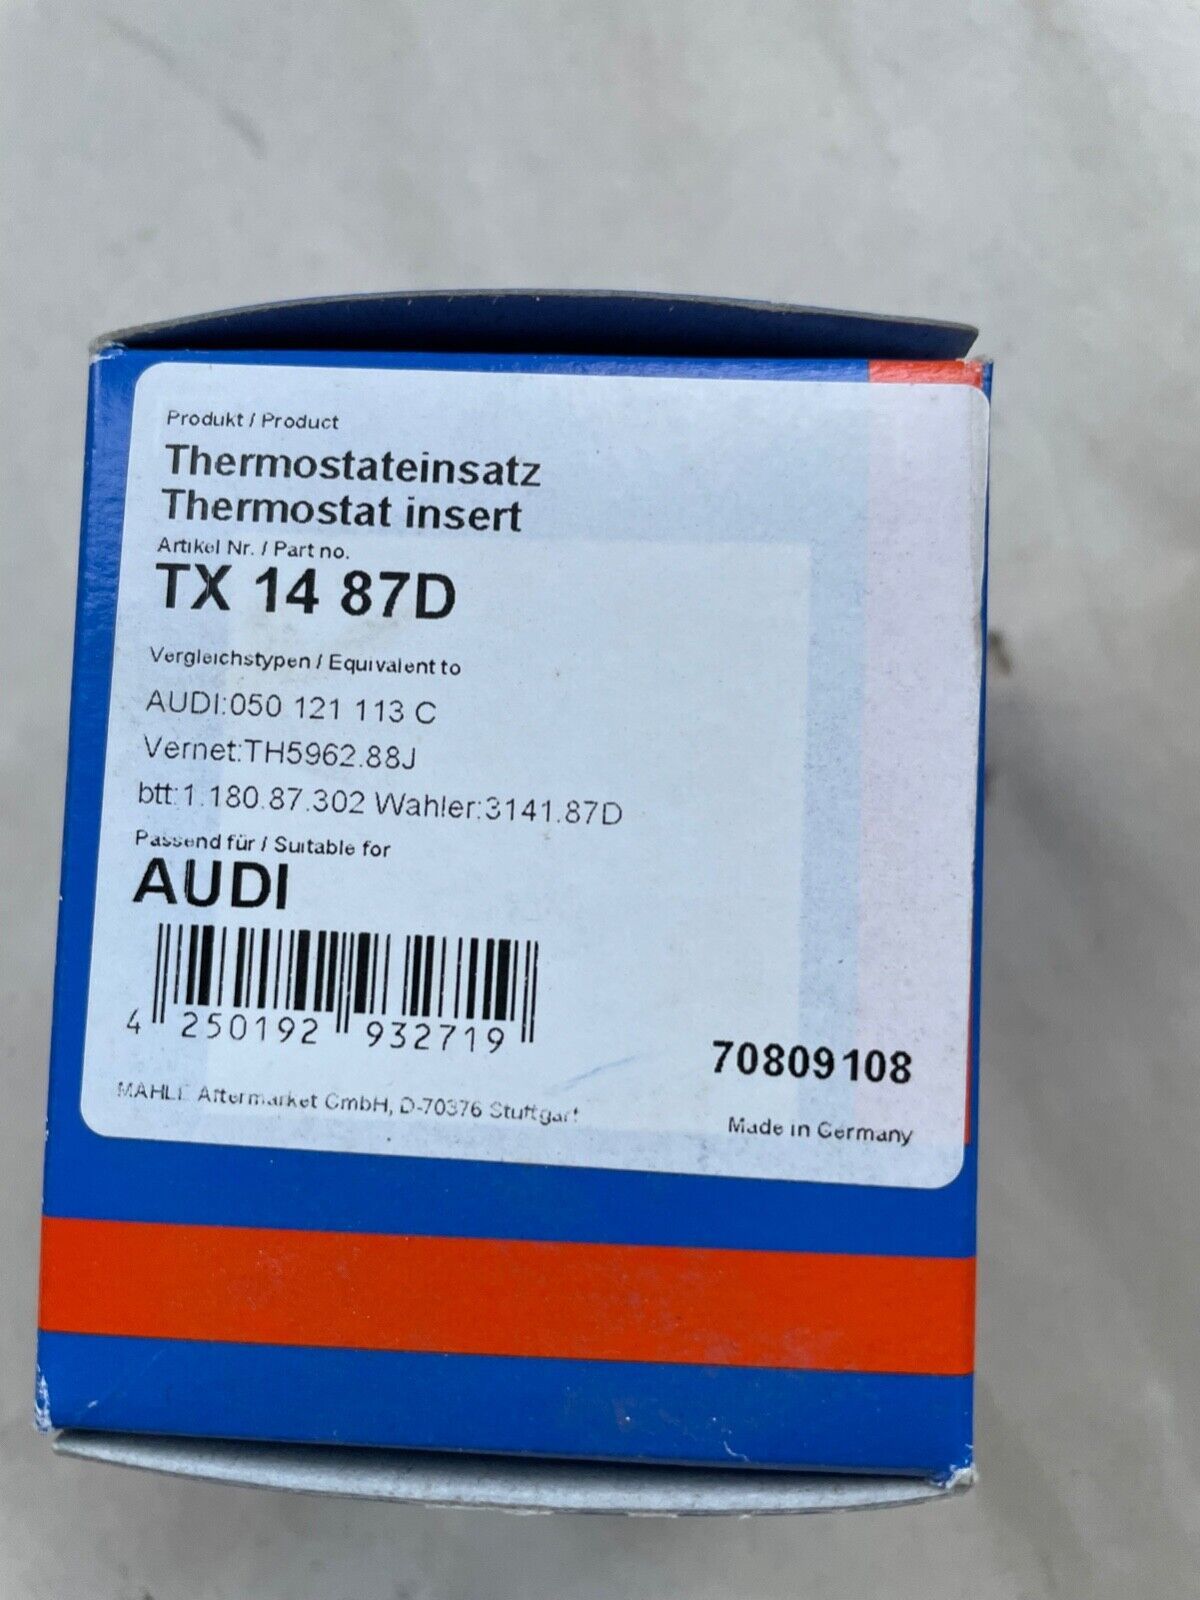 Produkt / Product
Thermostateinsatz
Thermostat insert
Artikel Nr. / Part no.
TX 14 87D
Vergleichstypen / Equivalent to
AUDI:050 121 113 C
Vernet:TH5962.88J
btt:1.180.87.302 Wahler:3141.87D
Passend für / Suitable for
AUDI
4 250192 932719
70809108
MAHLE Aftermarket GmbH, D-70376 Stuttgart
Made in Germany